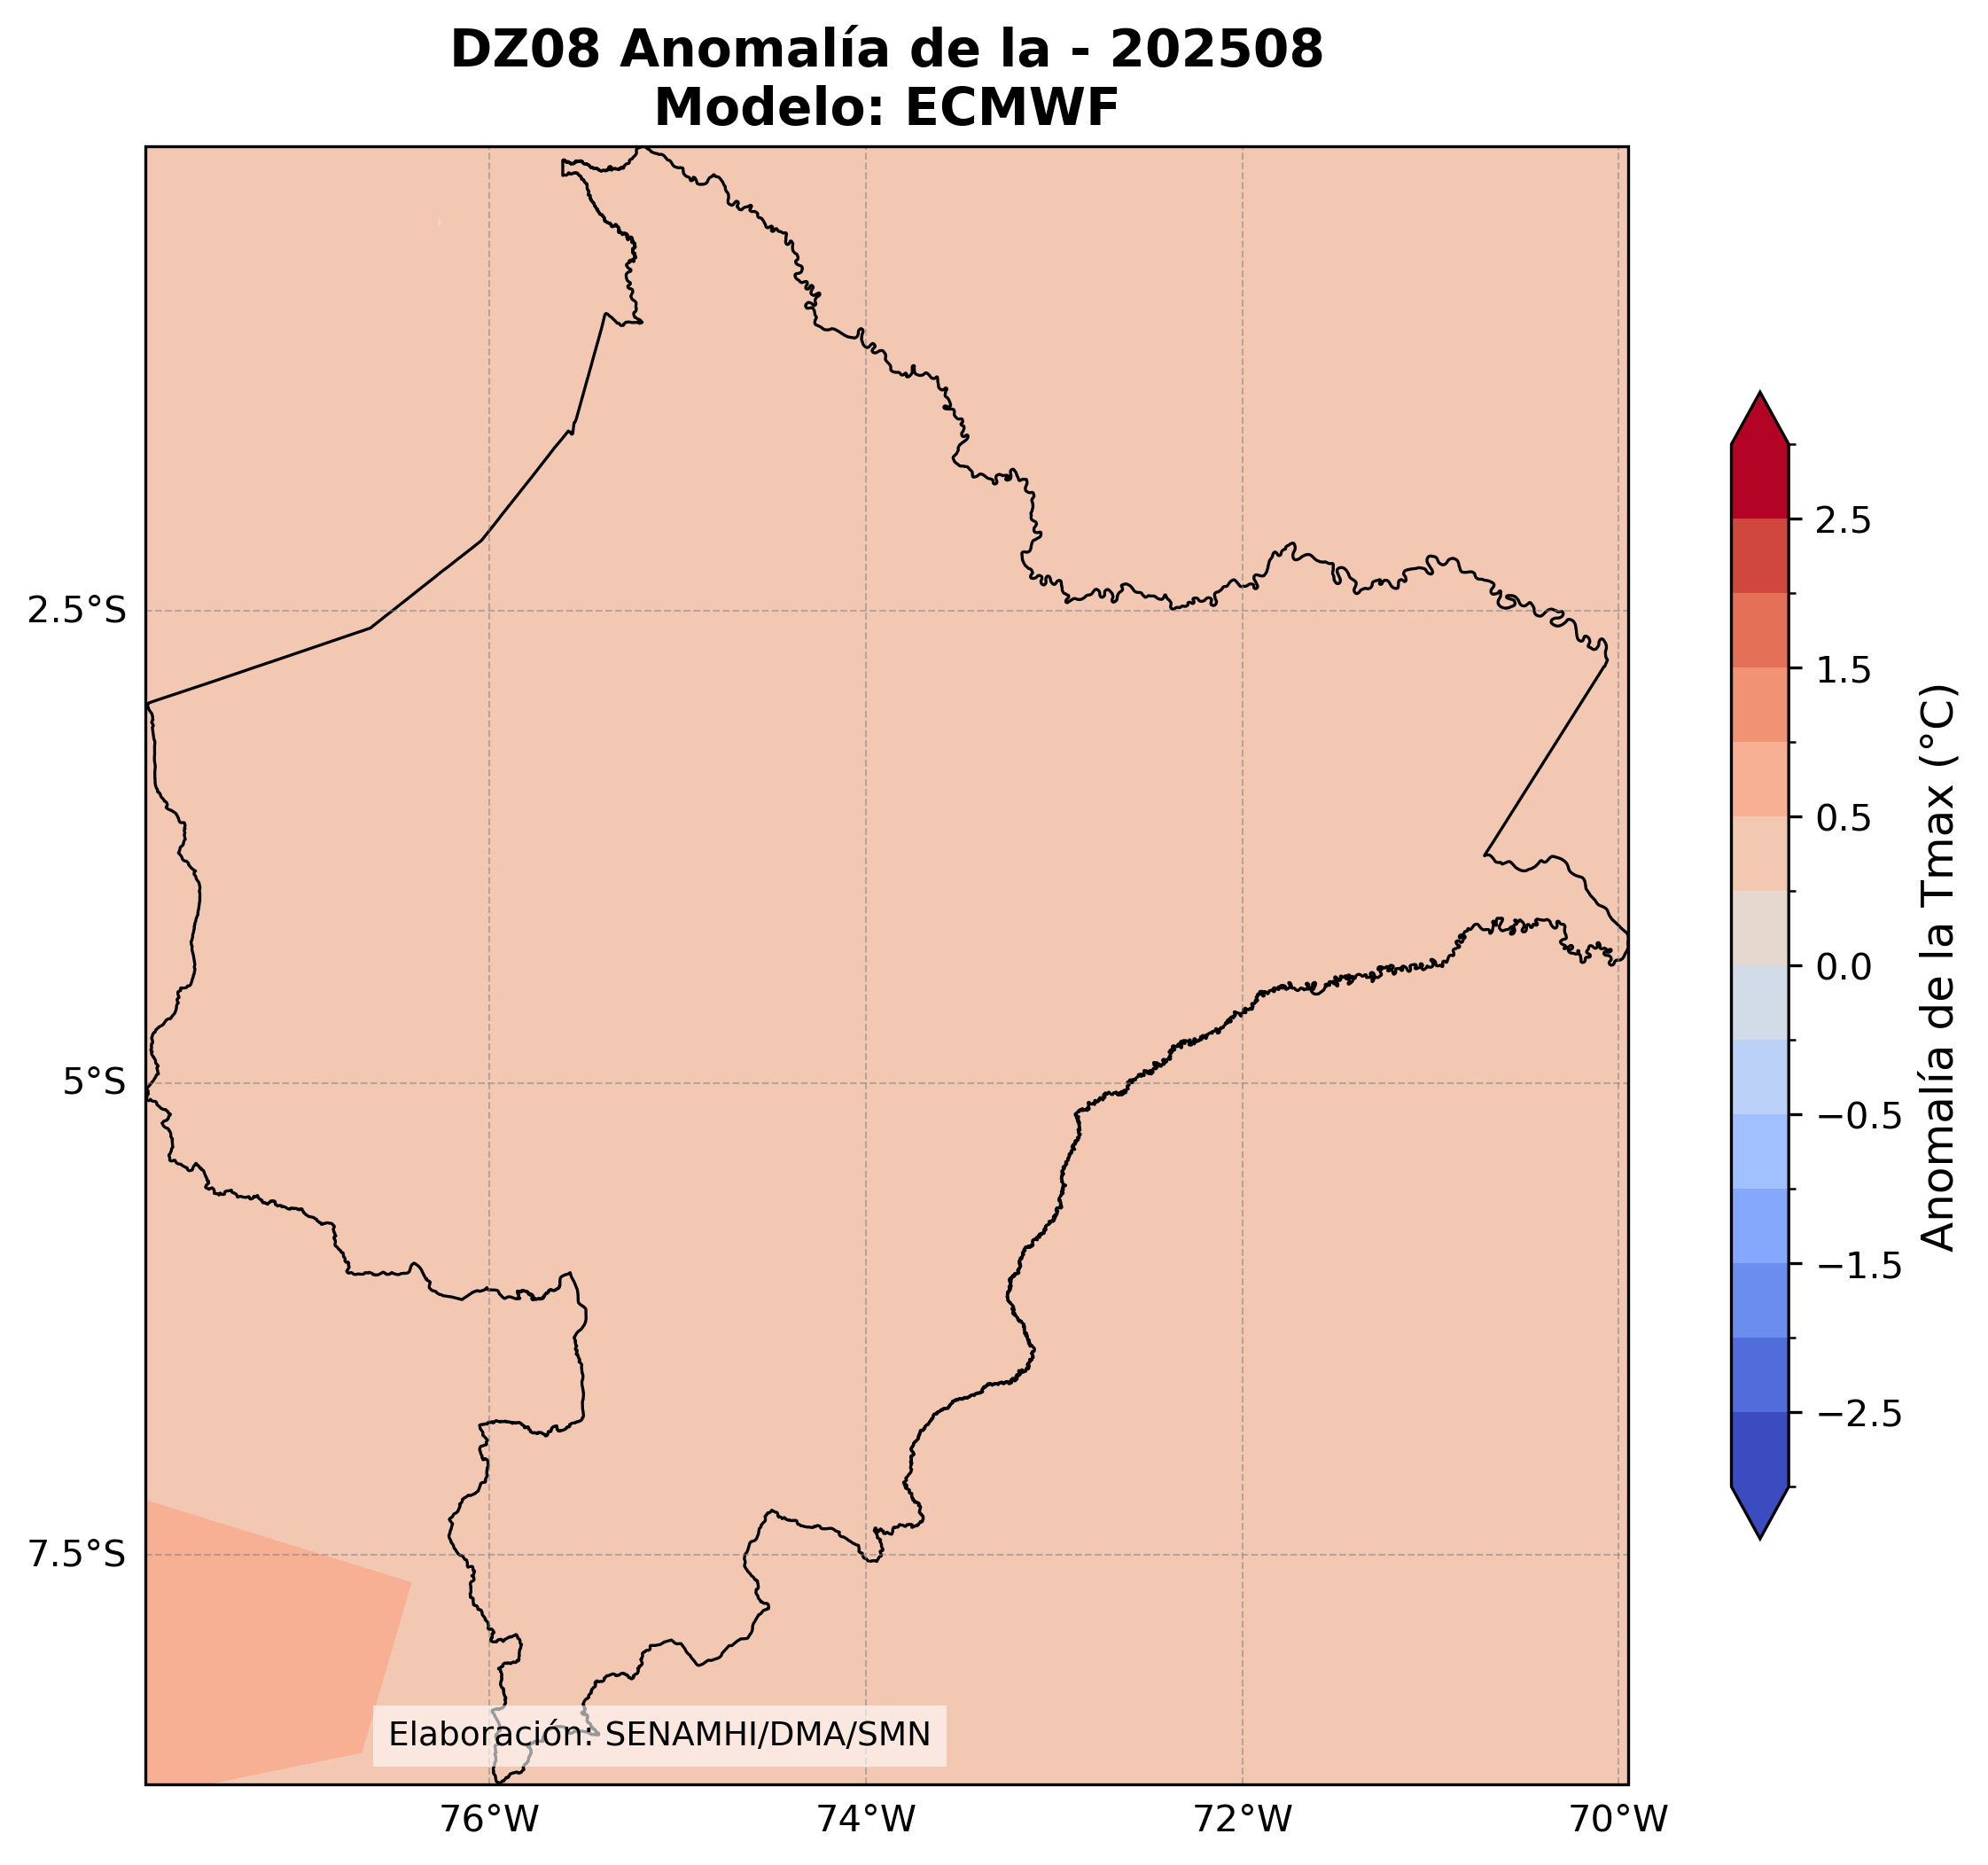 DZ08 Anomalía de la - 202508
Modelo: ECMWF
2.5°S
5°S
7.5°S
76°W
74°W
72°W
70°W
Elaboración: SENAMHI/DMA/SMN
2.5
1.5
0.5
0.0
−0.5
−1.5
−2.5
Anomalía de la Tmax (°C)